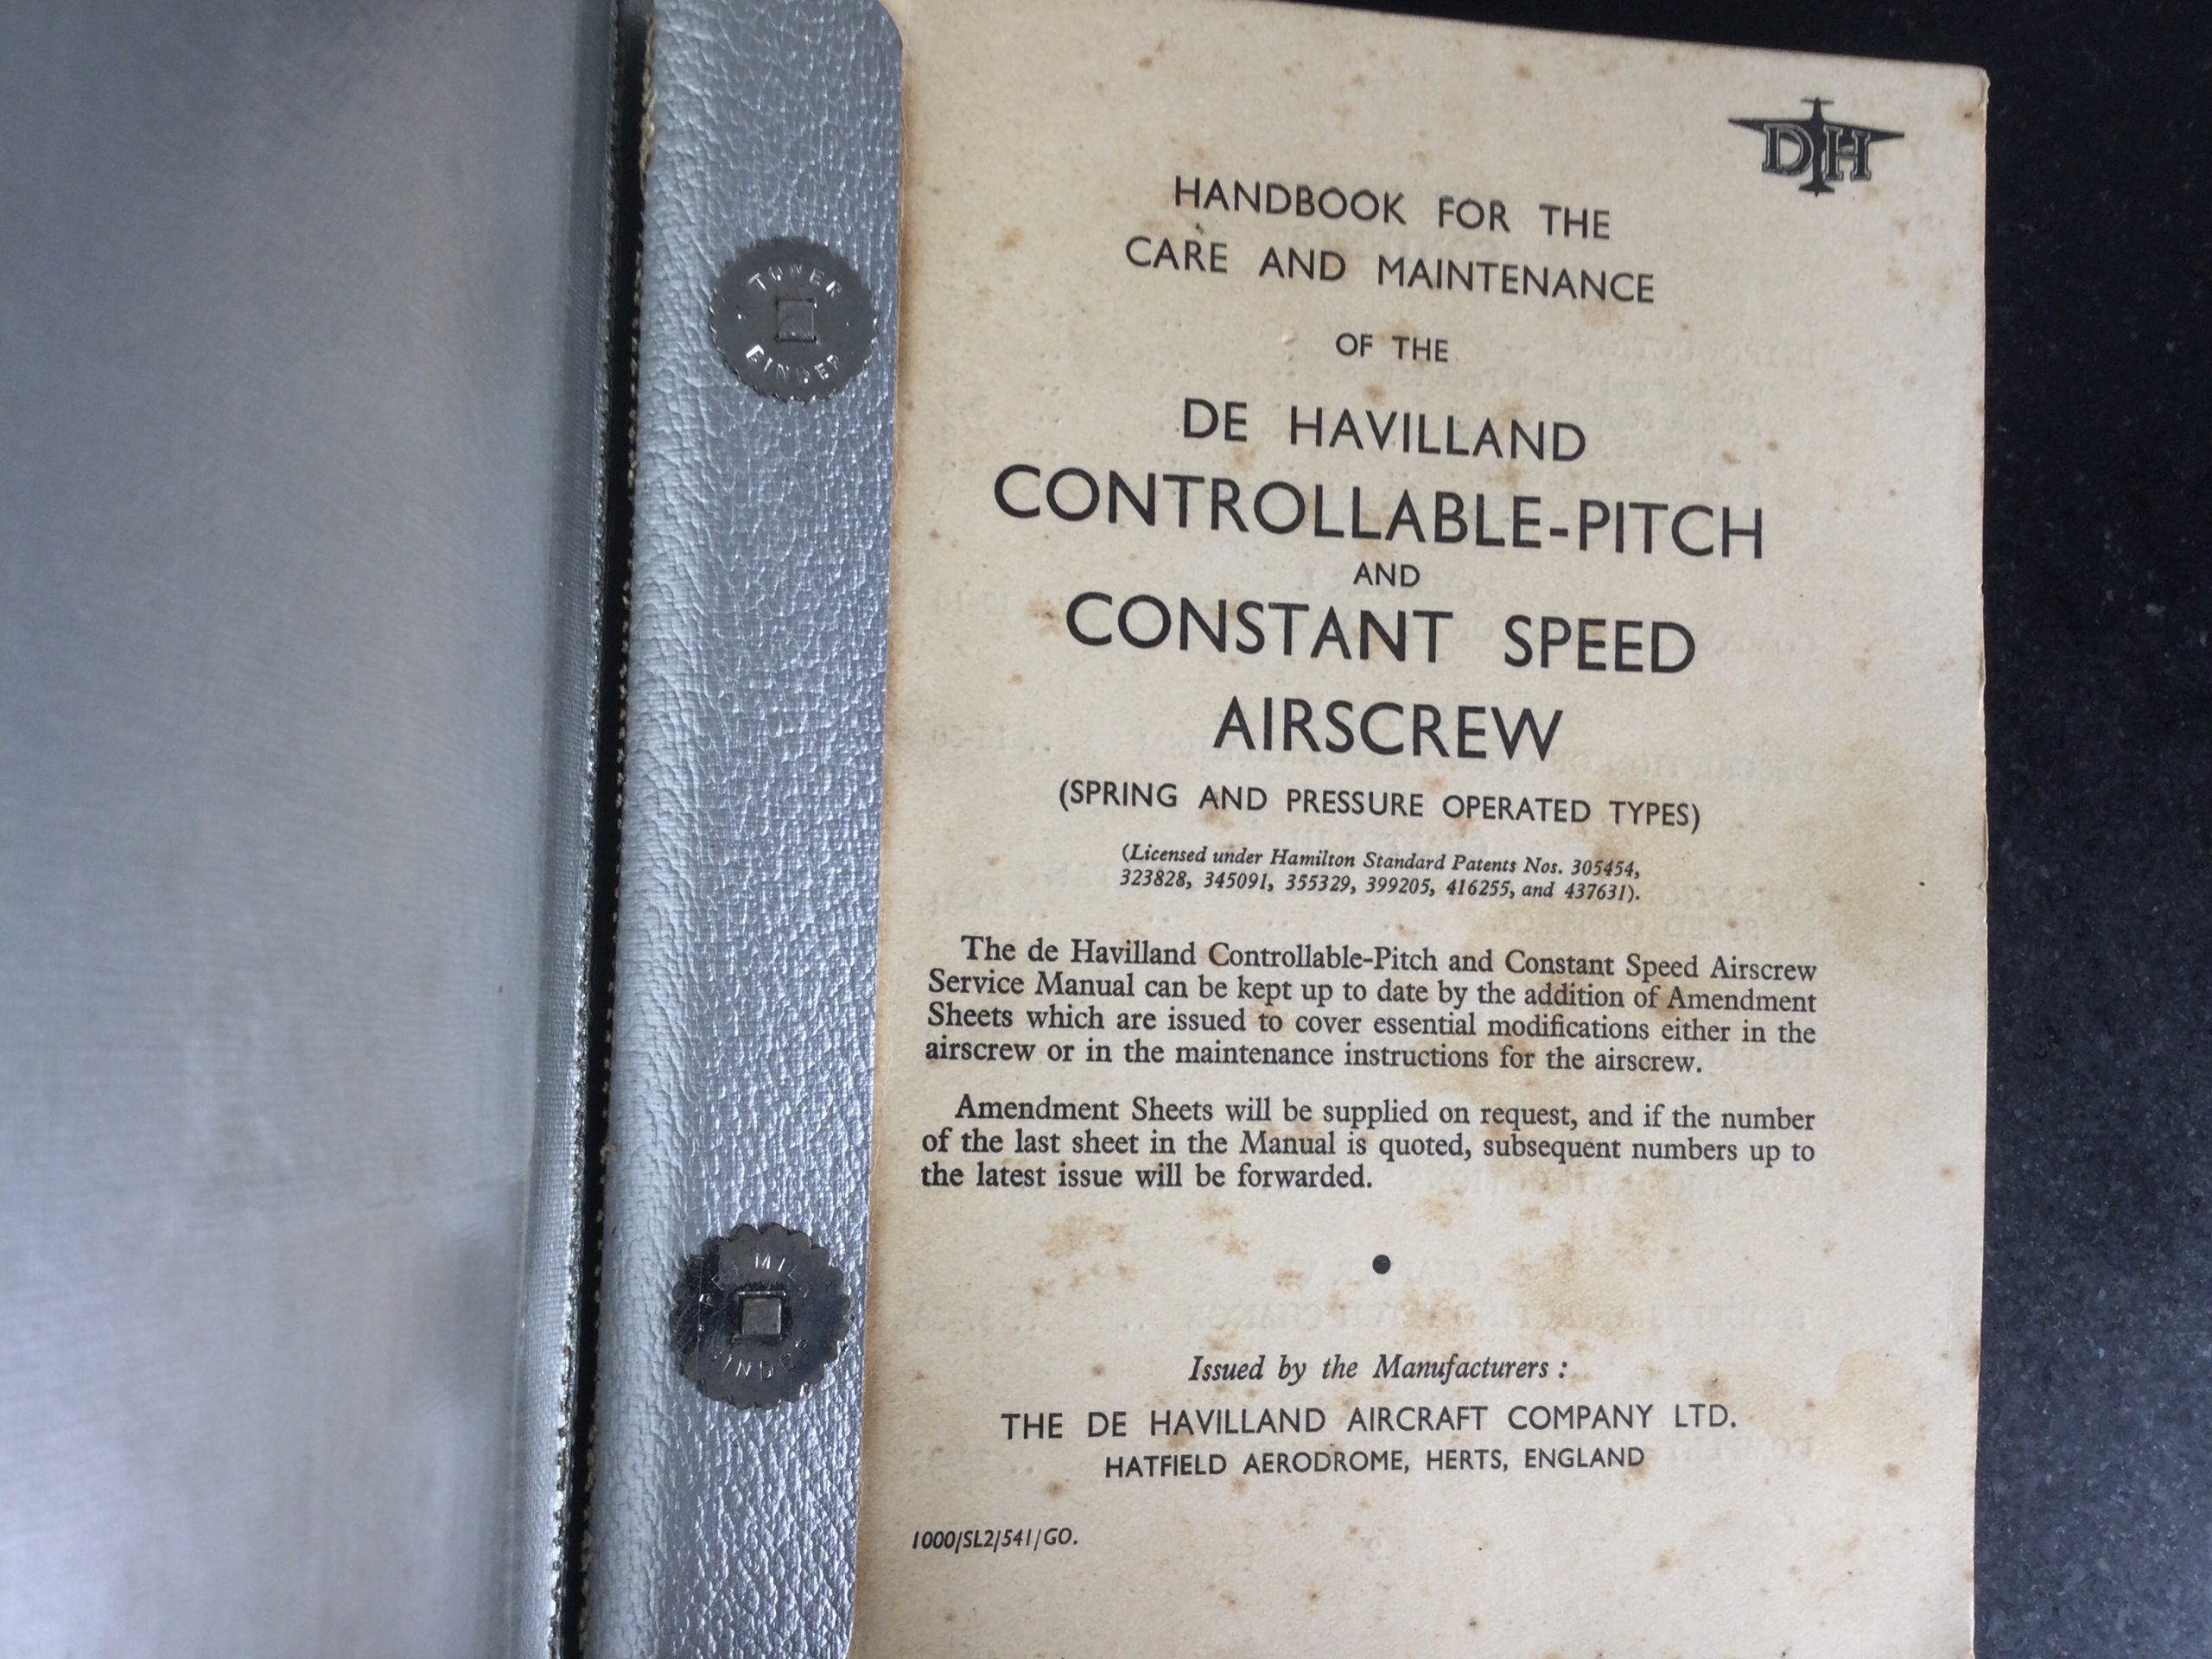 TOWER
BINDER
BINDER
DH
HANDBOOK FOR THE
CARE AND MAINTENANCE
OF THE
DE HAVILLAND
CONTROLLABLE-PITCH
AND
CONSTANT SPEED
AIRSCREW
(SPRING AND PRESSURE OPERATED TYPES)
(Licensed under Hamilton Standard Patents Nos. 305454,
323828, 345091, 355329, 399205, 416255, and 437631).
The de Havilland Controllable-Pitch and Constant Speed Airscrew
Service Manual can be kept up to date by the addition of Amendment
Sheets which are issued to cover essential modifications either in the
airscrew or in the maintenance instructions for the airscrew.
Amendment Sheets will be supplied on request, and if the number
of the last sheet in the Manual is quoted, subsequent numbers up to
the latest issue will be forwarded.
Issued by the Manufacturers :
THE DE HAVILLAND AIRCRAFT COMPANY LTD.
HATFIELD AERODROME, HERTS, ENGLAND
1000/SL2/541/GO.